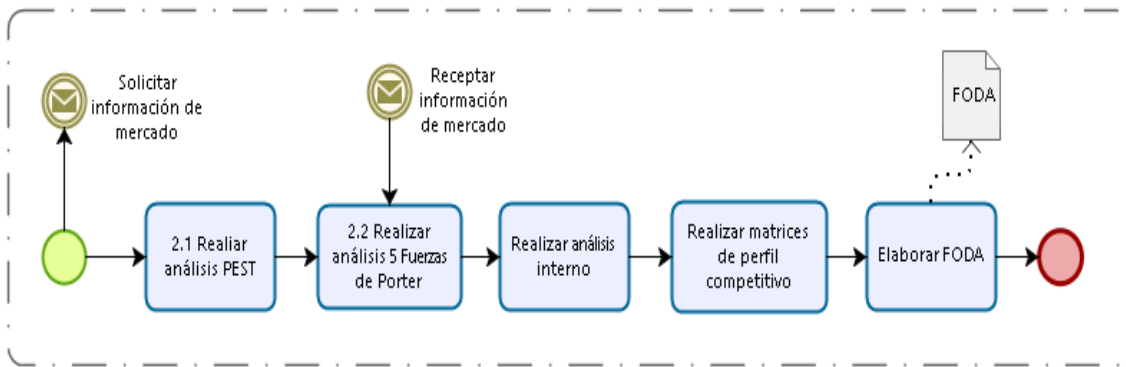 Solicitar
información de
mercado
Receptar
información
de mercado
FODA
2.1 Realiar
análisis PEST
2.2 Realizar
análisis 5 Fuerzas
de Porter
Realizar análisis
interno
Realizar matrices
de perfil
competitivo
Elaborar FODA